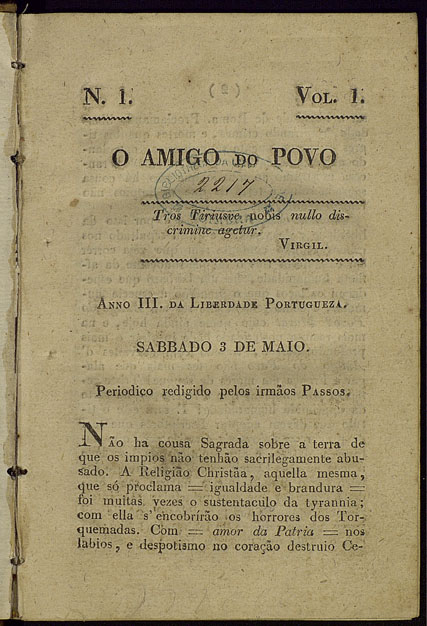 N. 1.
(2)
VOL. 1.
O AMIGO DO POVO
2217
Tros Tiriusve nobis nullo dis-
crimine agetur.
VIRGIL.
ANNO III. DA LIBERDADE PORTUGUEZA.
SABBADO 3 DE MAIO.
Periodico redigido pelos irmãos PASSOS.
Não ha cousa Sagrada sobre a terra de
que os impios não tenhão sacrilegamente abu-
sado. A Religião Christãa, aquella mesma,
que só proclama = igualdade e brandura =
foi muitas vezes o sustentaculo da tyrannia;
com ella s'encobrírão os horrores dos Tor-
quemadas. Com = amor da Patria = nos
labios, e despotismo no coração destruio Ce-